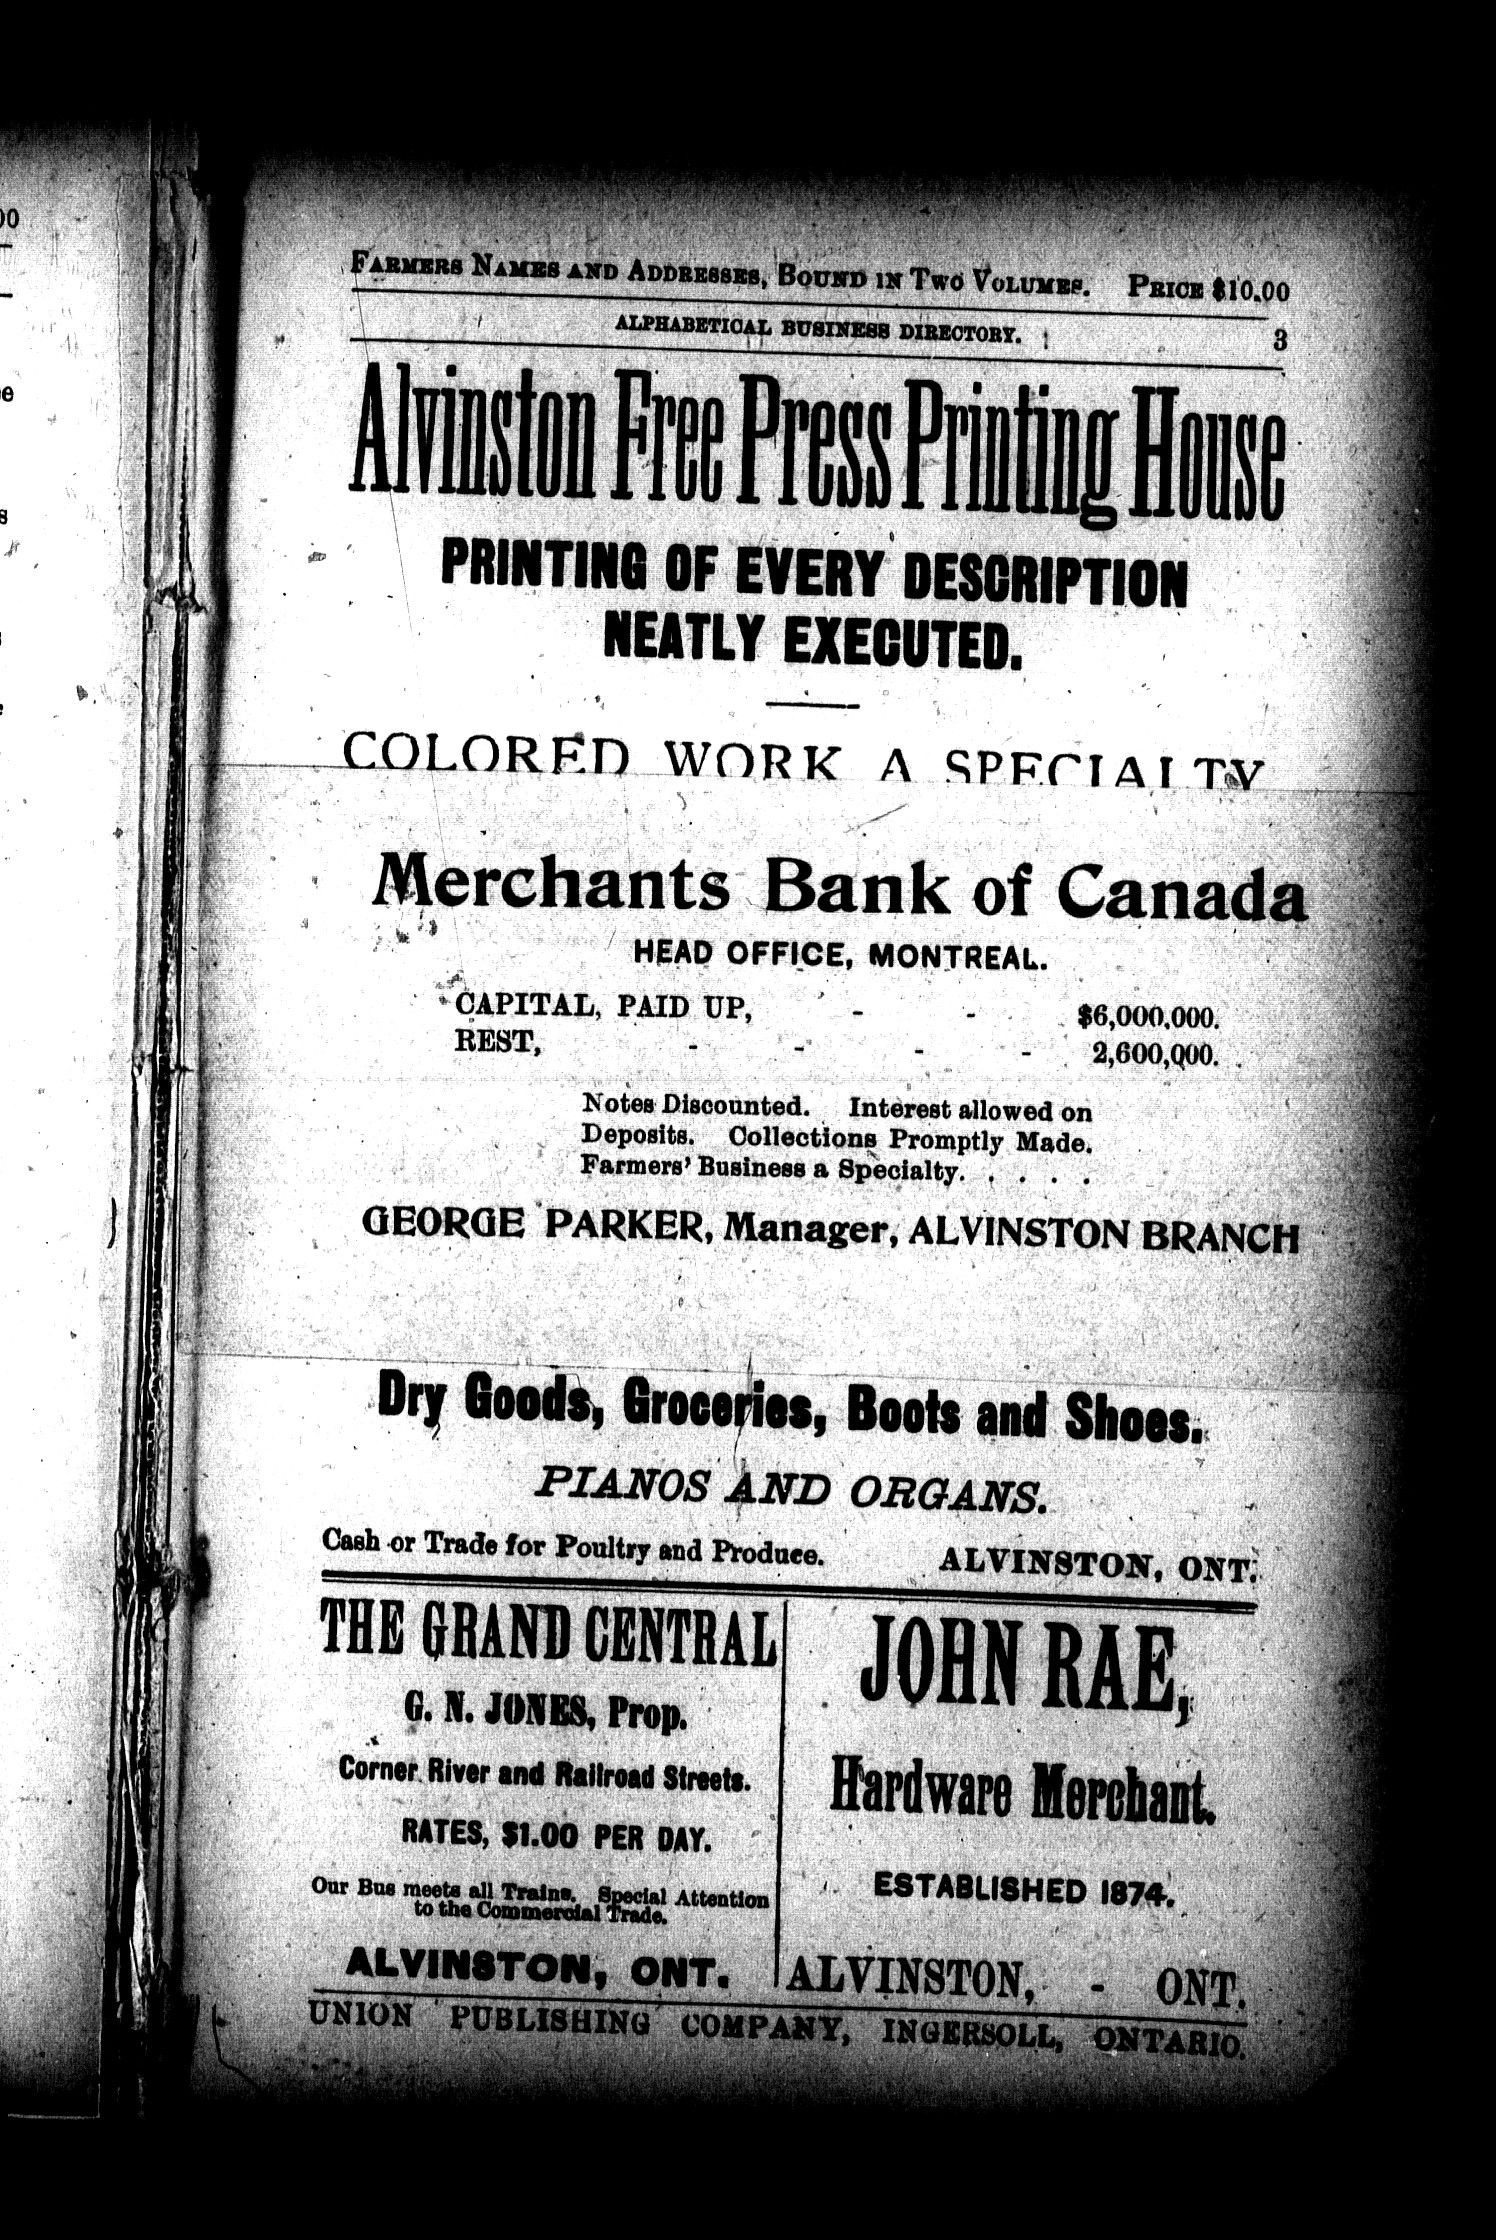 FARMERS NAMES AND ADDRESSES, BOUND IN TWO VOLUMES. PRICE $10.00
ALPHABETICAL BUSINESS DIRECTORY. 3
Alvinston Free Press Printing House
PRINTING OF EVERY DESCRIPTION
NEATLY EXECUTED.
COLORED WORK A SPECIALTY
Merchants Bank of Canada
HEAD OFFICE, MONTREAL.
CAPITAL, PAID UP, - - $6,000,000.
REST, - - - - 2,600,000.
Notes Discounted. Interest allowed on
Deposits. Collections Promptly Made.
Farmers' Business a Specialty. . . . .
GEORGE PARKER, Manager, ALVINSTON BRANCH
Dry Goods, Groceries, Boots and Shoes.
PIANOS AND ORGANS.
Cash or Trade for Poultry and Produce. ALVINSTON, ONT.
THE GRAND CENTRAL
G. N. JONES, Prop.
Corner River and Railroad Streets.
RATES, $1.00 PER DAY.
Our Bus meets all Trains. Special Attention
to the Commercial Trade.
ALVINSTON, ONT.
JOHN RAE,
Hardware Merchant.
ESTABLISHED 1874.
ALVINSTON, - ONT.
UNION PUBLISHING COMPANY, INGERSOLL, ONTARIO.